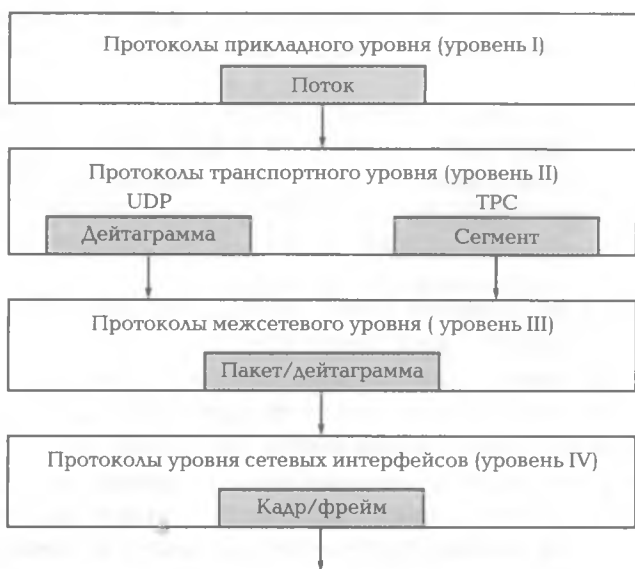 Протоколы прикладного уровня (уровень I)
Поток
Протоколы транспортного уровня (уровень II)
UDP TPC
Дейтаграмма Сегмент
Протоколы межсетевого уровня ( уровень III)
Пакет/дейтаграмма
Протоколы уровня сетевых интерфейсов (уровень IV)
Кадр/фрейм